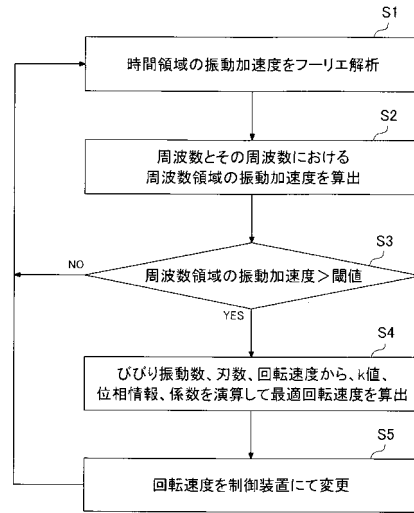 S1
時間領域の振動加速度をフーリエ解析
S2
周波数とその周波数における
周波数領域の振動加速度を算出
S3
NO
周波数領域の振動加速度＞閾値
YES
S4
びびり振動数、刃数、回転速度から、k値、
位相情報、係数を演算して最適回転速度を算出
S5
回転速度を制御装置にて変更